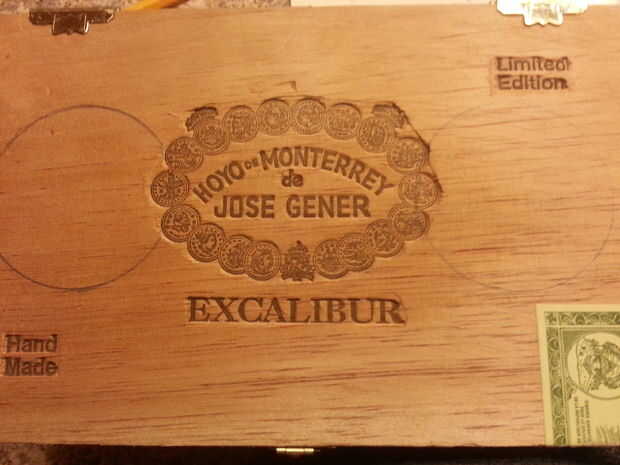 Limited
Edition
HOYO DE MONTERREY
de
JOSE GENER
EXCALIBUR
Hand
Made